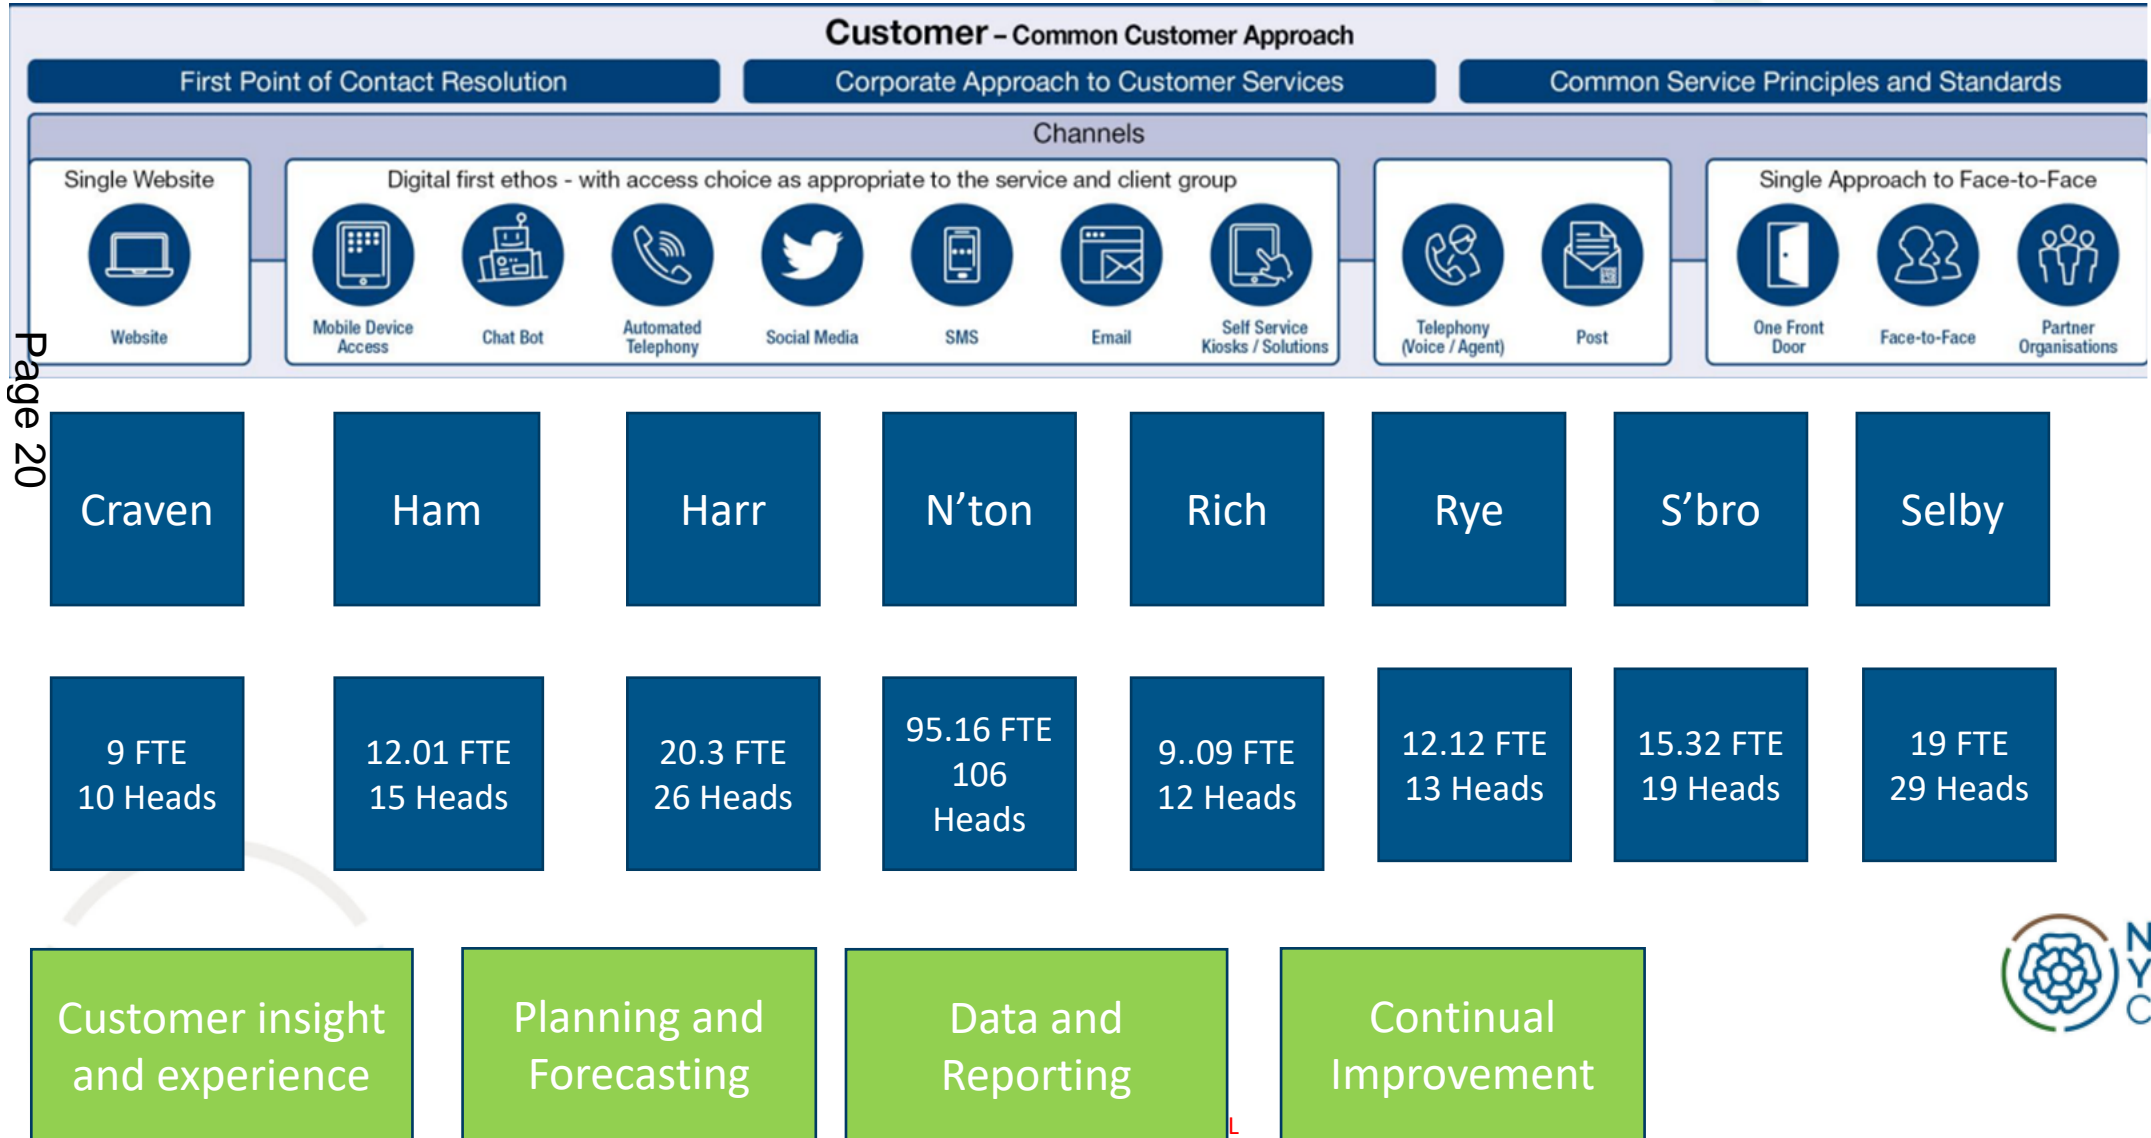 Customer – Common Customer Approach
First Point of Contact Resolution
Corporate Approach to Customer Services
Common Service Principles and Standards
Channels
Single Website
Website
Digital first ethos - with access choice as appropriate to the service and client group
Mobile Device
Access
Chat Bot
Automated
Telephony
Social Media
SMS
Email
Self Service
Kiosks / Solutions
Telephony
(Voice / Agent)
Post
Single Approach to Face-to-Face
One Front
Door
Face-to-Face
Partner
Organisations
Page 20
Craven
Ham
Harr
N’ton
Rich
Rye
S’bro
Selby
9 FTE
10 Heads
12.01 FTE
15 Heads
20.3 FTE
26 Heads
95.16 FTE
106
Heads
9..09 FTE
12 Heads
12.12 FTE
13 Heads
15.32 FTE
19 Heads
19 FTE
29 Heads
Customer insight
and experience
Planning and
Forecasting
Data and
Reporting
Continual
Improvement
N
Y
C
L